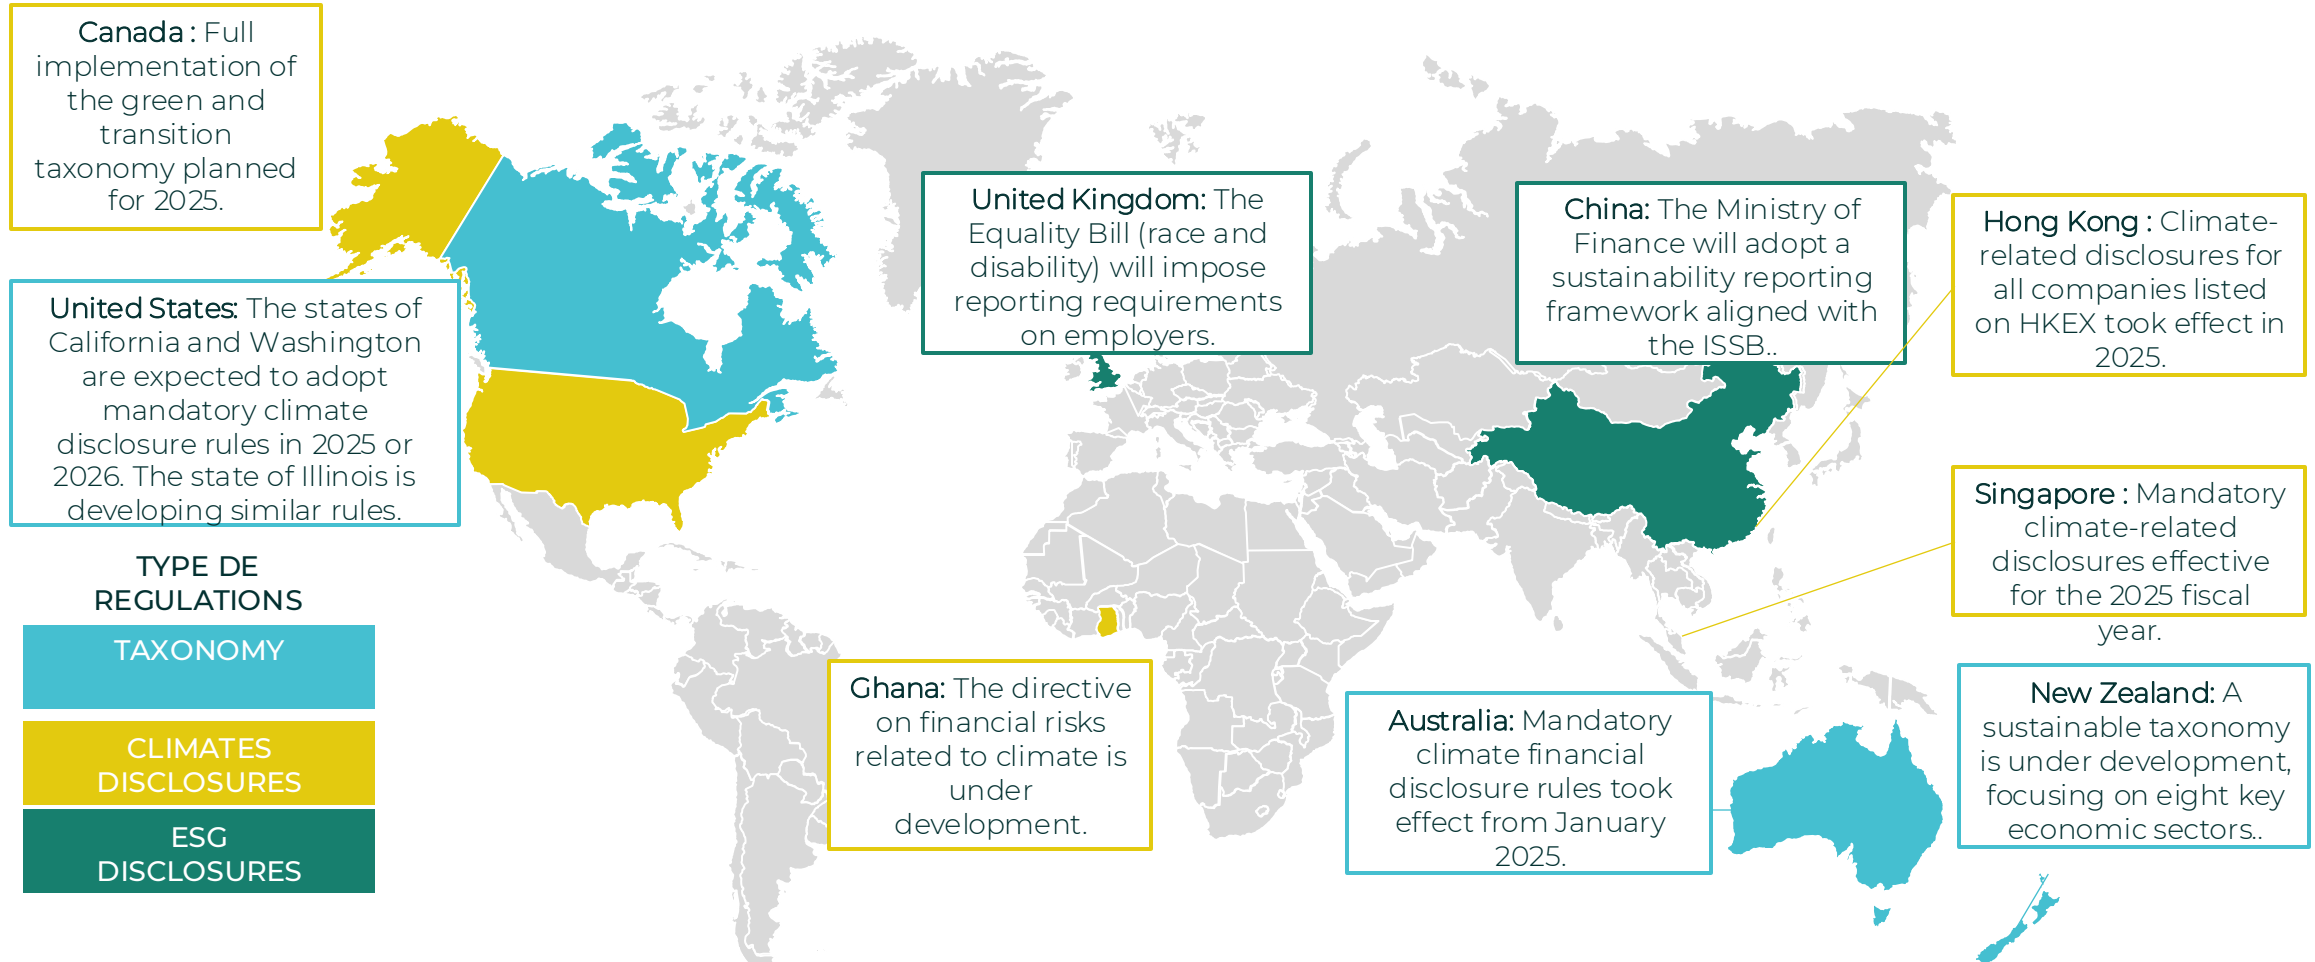 Canada : Full
implementation of
the green and
transition
taxonomy planned
for 2025.
United States: The states of
California and Washington
are expected to adopt
mandatory climate
disclosure rules in 2025 or
2026. The state of Illinois is
developing similar rules.
TYPE DE
REGULATIONS
TAXONOMY
CLIMATES
DISCLOSURES
ESG
DISCLOSURES
United Kingdom: The
Equality Bill (race and
disability) will impose
reporting requirements
on employers.
Ghana: The directive
on financial risks
related to climate is
under
development.
China: The Ministry of
Finance will adopt a
sustainability reporting
framework aligned with
the ISSB..
Hong Kong : Climate-
related disclosures for
all companies listed
on HKEX took effect in
2025.
Singapore : Mandatory
climate-related
disclosures effective
for the 2025 fiscal
year.
Australia: Mandatory
climate financial
disclosure rules took
effect from January
2025.
New Zealand: A
sustainable taxonomy
is under development,
focusing on eight key
economic sectors..